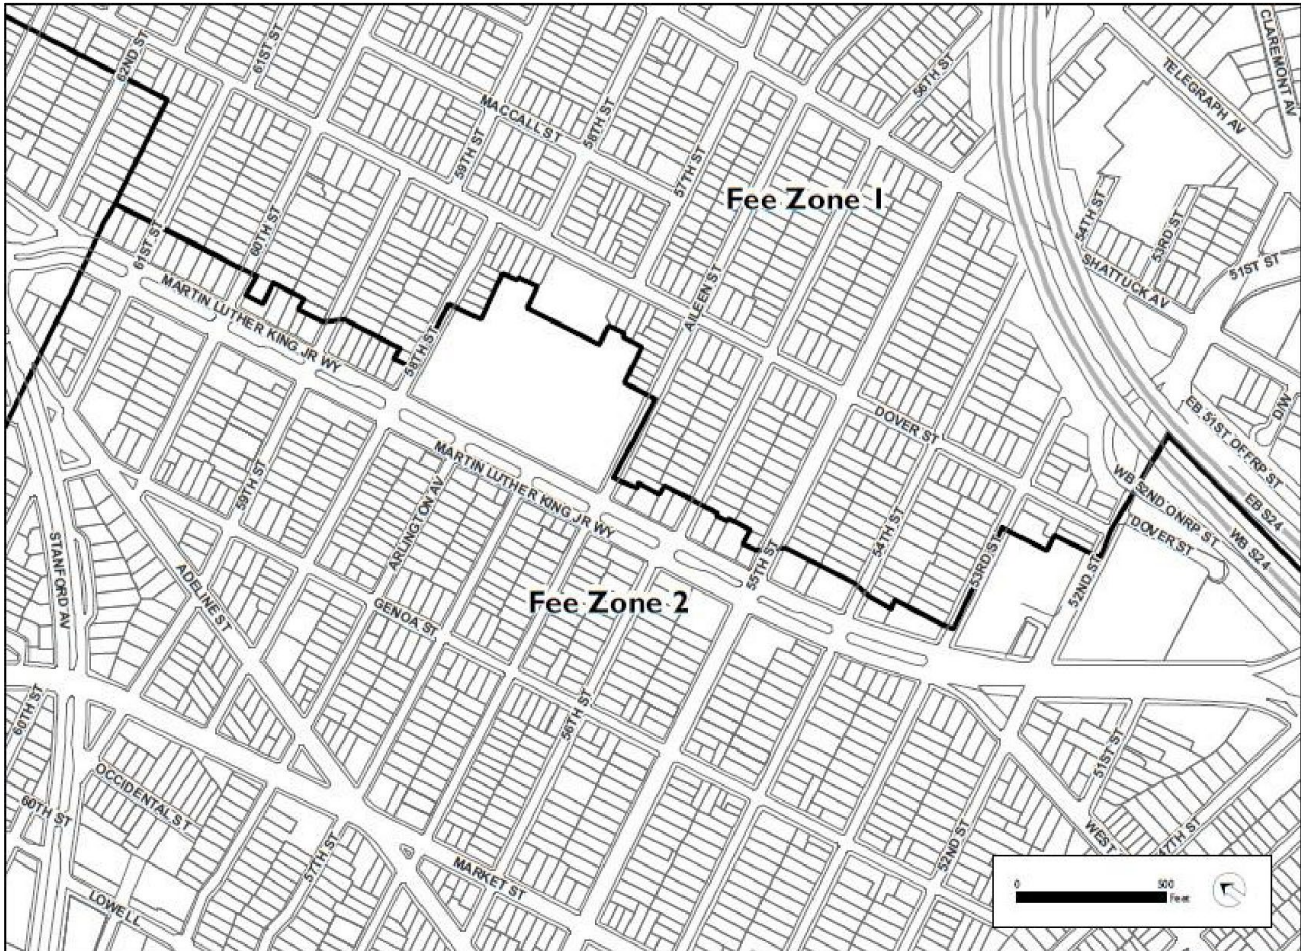 CLAREMONT AV
62ND ST
61ST ST
TELEGRAPH AV
56TH ST
MACCALL ST
58TH ST
59TH ST
57TH ST
Fee Zone 1
54TH ST
53RD ST
60TH ST
61ST ST
51ST ST
SHATTUCK AV
AILEEN ST
MARTIN LUTHER KING JR WY
58TH ST
DOVER ST
D/W
EB 51ST OFFRP ST
MARTIN LUTHER KING JR WY
59TH ST
ARLINGTON AV
WB 52ND ONRP ST
EB S24
WB S24
DOVER ST
54TH ST
53RD ST
52ND ST
55TH ST
STANFORD AV
ADELINE ST
Fee Zone 2
GENOA ST
56TH ST
60TH ST
51ST ST
OCCIDENTAL ST
60TH ST
57TH ST
52ND ST
WEST
47TH ST
MARKET ST
LOWELL
0 500
Feet